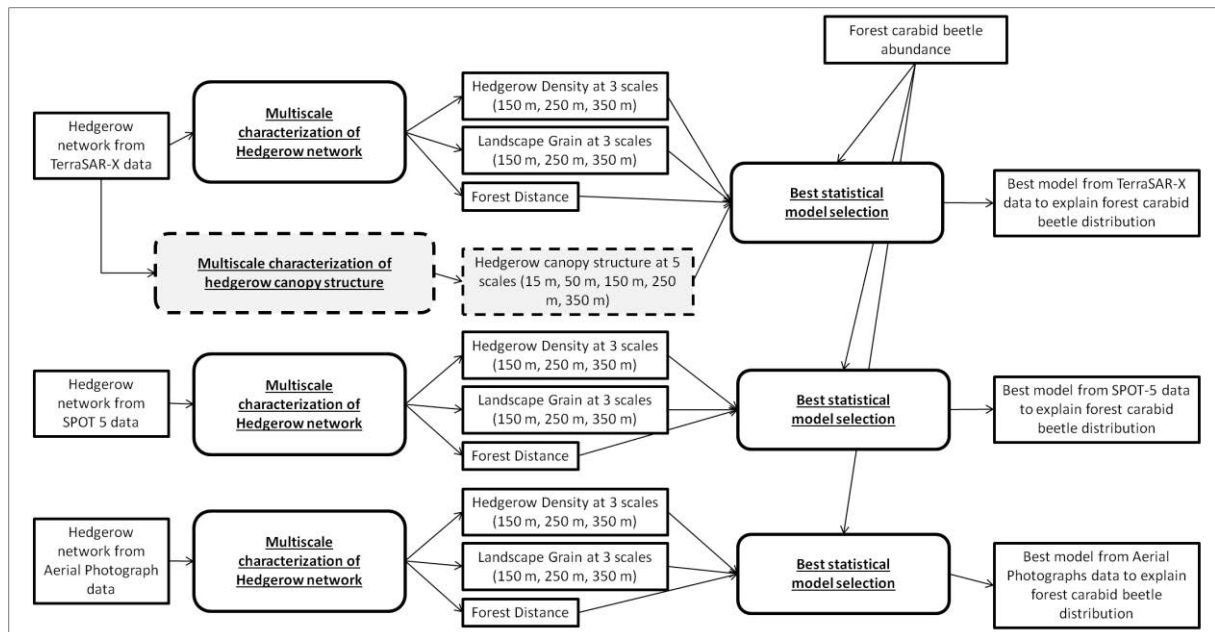 Forest carabid beetle
abundance
Hedgerow
network from
TerraSAR-X data
Multiscale
characterization of
Hedgerow network
Hedgerow Density at 3 scales
(150 m, 250 m, 350 m)
Landscape Grain at 3 scales
(150 m, 250 m, 350 m)
Forest Distance
Multiscale characterization of
hedgerow canopy structure
Hedgerow canopy structure at 5
scales (15 m, 50 m, 150 m, 250
m, 350 m)
Best statistical
model selection
Best model from TerraSAR-X
data to explain forest carabid
beetle distribution
Hedgerow
network from
SPOT 5 data
Multiscale
characterization of
Hedgerow network
Hedgerow Density at 3 scales
(150 m, 250 m, 350 m)
Landscape Grain at 3 scales
(150 m, 250 m, 350 m)
Forest Distance
Best statistical
model selection
Best model from SPOT-5 data
to explain forest carabid
beetle distribution
Hedgerow
network from
Aerial Photograph
data
Multiscale
characterization of
Hedgerow network
Hedgerow Density at 3 scales
(150 m, 250 m, 350 m)
Landscape Grain at 3 scales
(150 m, 250 m, 350 m)
Forest Distance
Best statistical
model selection
Best model from Aerial
Photographs data to explain
forest carabid beetle
distribution